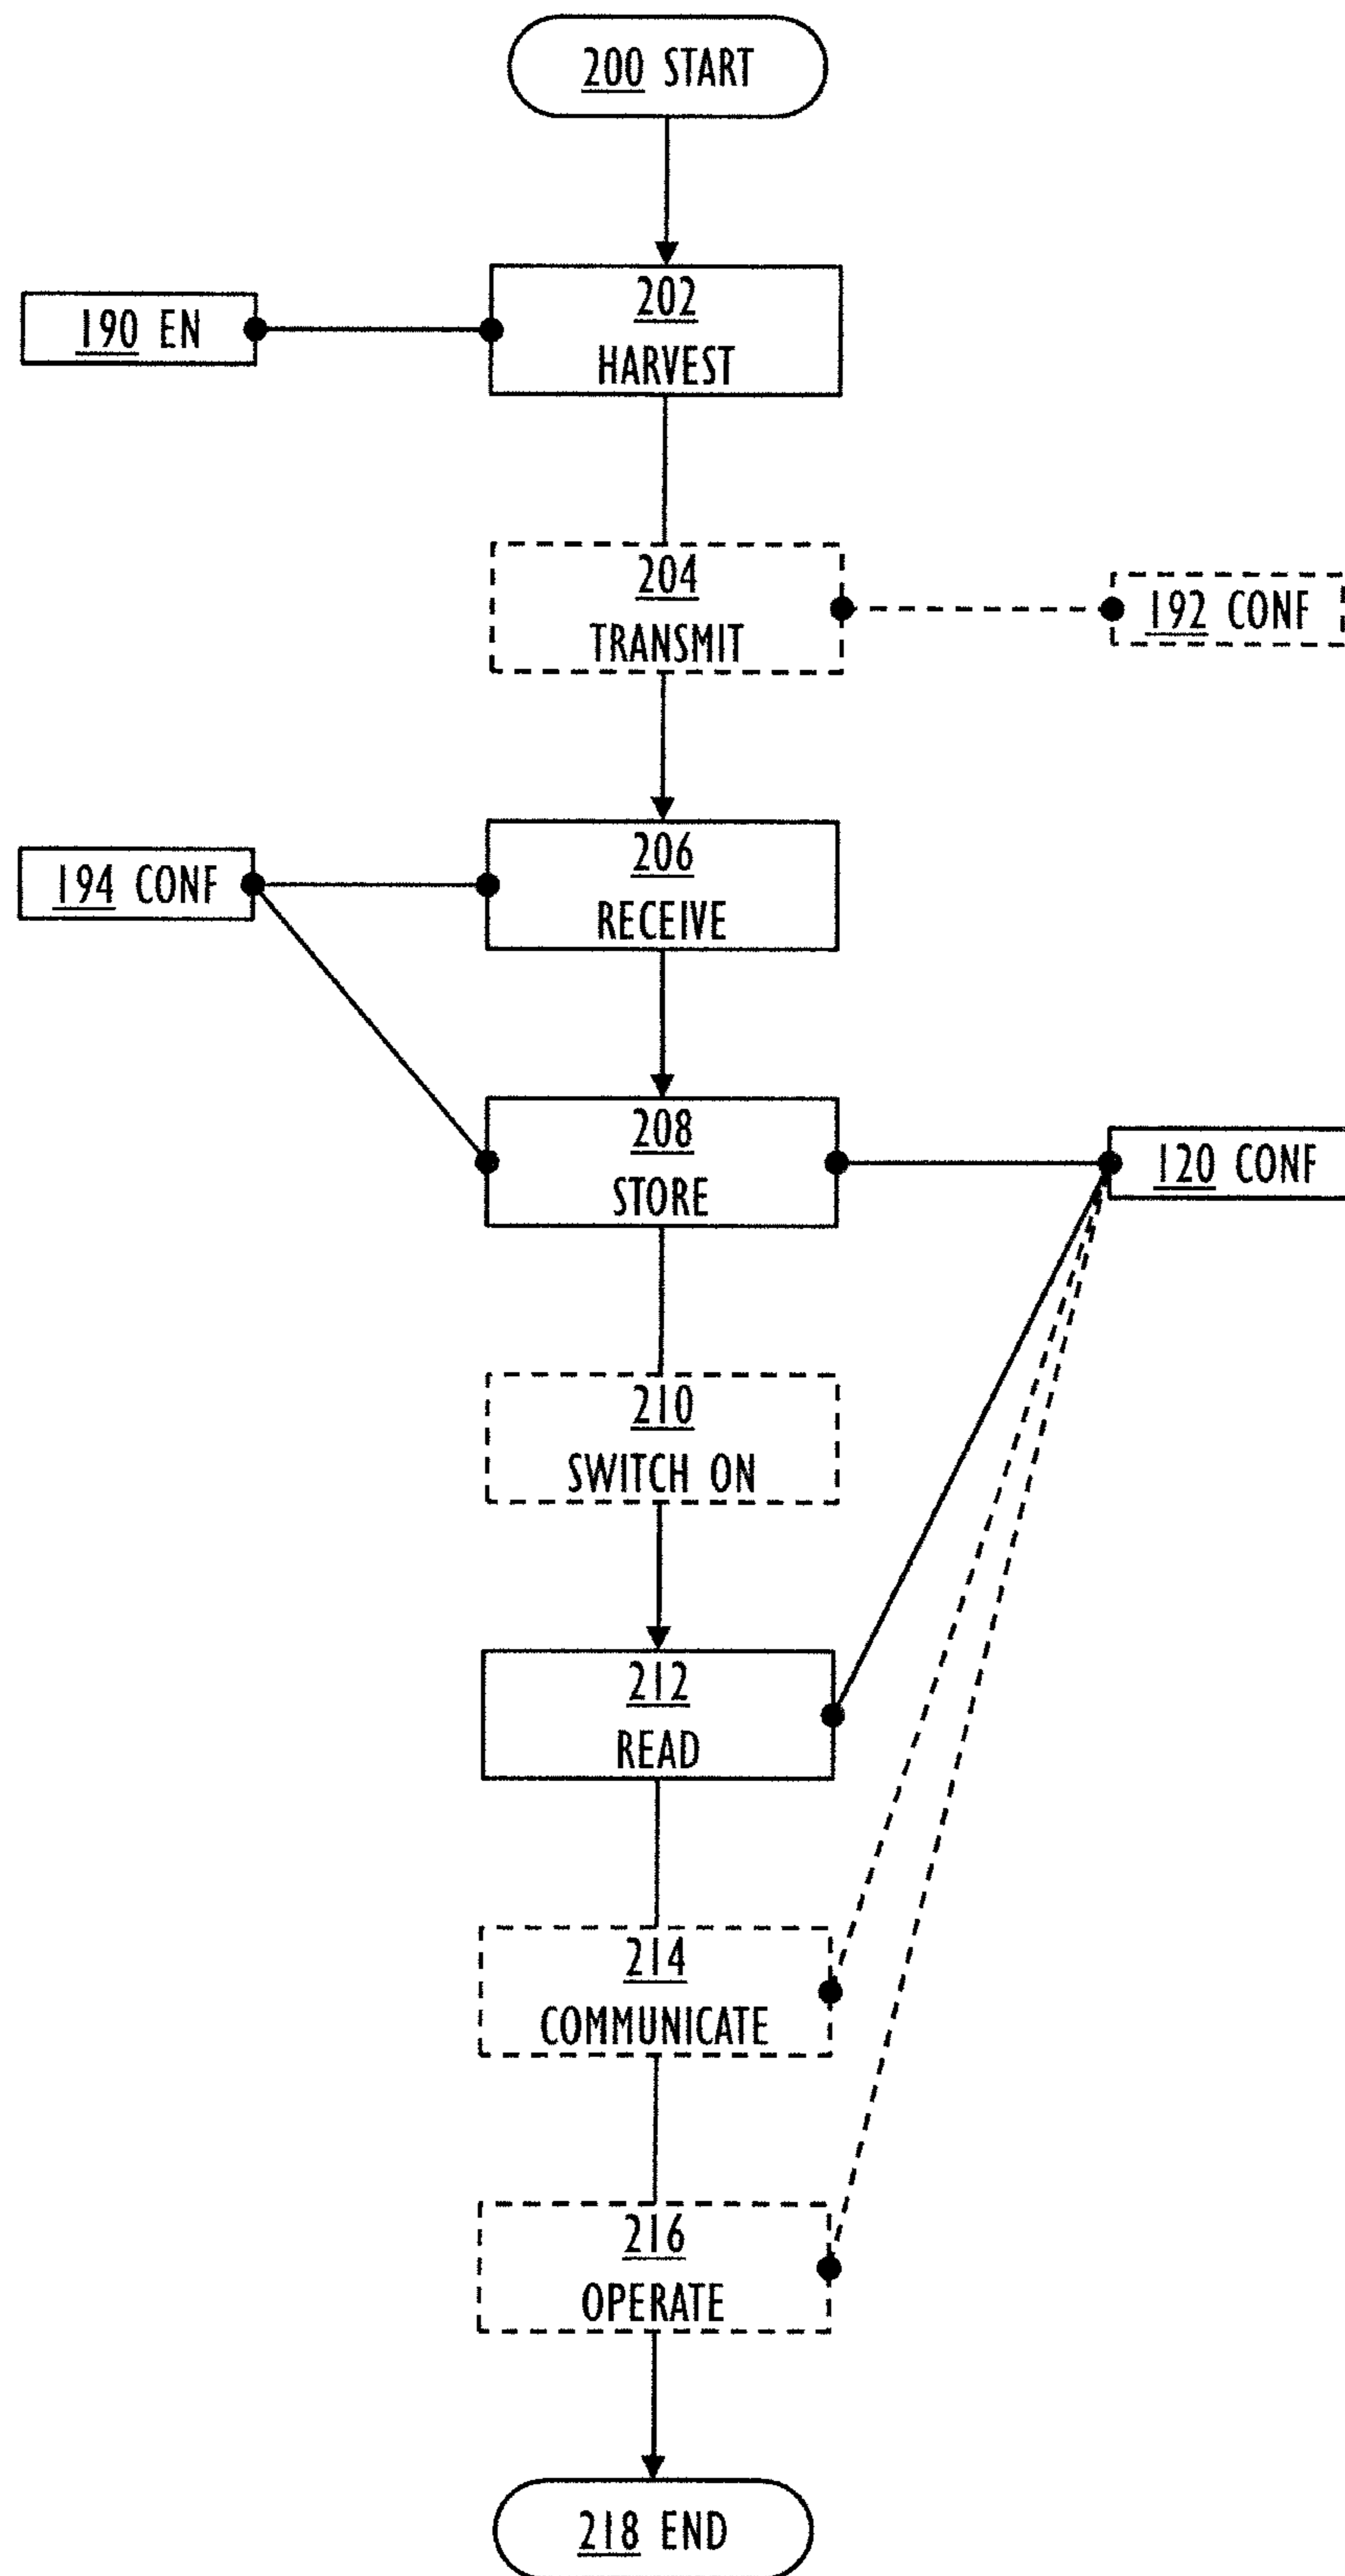 200 START
190 EN
202
HARVEST
204
TRANSMIT
192 CONF
194 CONF
206
RECEIVE
208
STORE
120 CONF
210
SWITCH ON
212
READ
214
COMMUNICATE
216
OPERATE
218 END